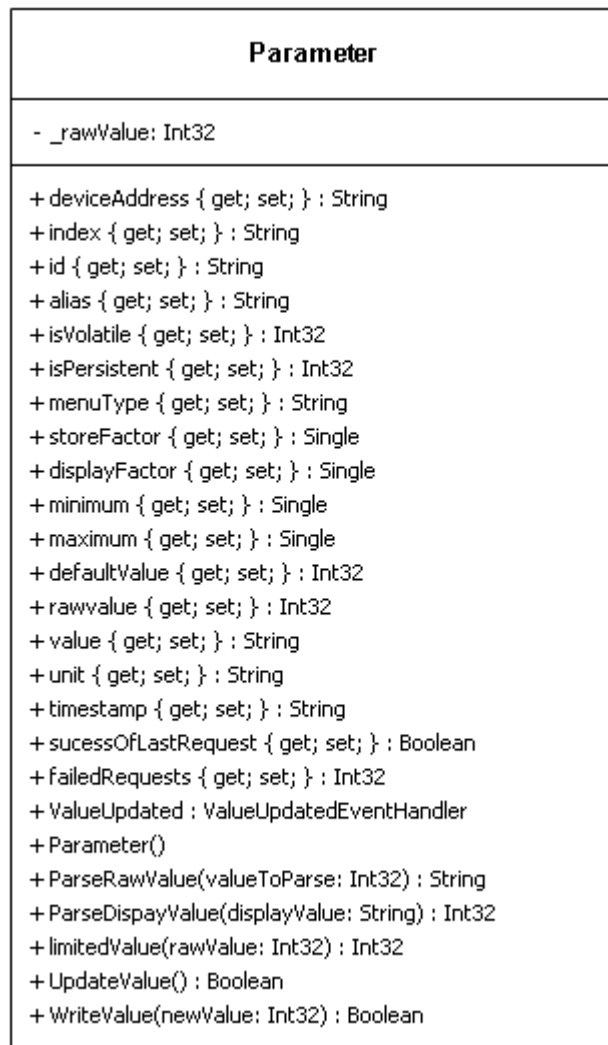 Parameter
- _rawValue: Int32
+ deviceAddress { get; set; } : String
+ index { get; set; } : String
+ id { get; set; } : String
+ alias { get; set; } : String
+ isVolatile { get; set; } : Int32
+ isPersistent { get; set; } : Int32
+ menuType { get; set; } : String
+ storeFactor { get; set; } : Single
+ displayFactor { get; set; } : Single
+ minimum { get; set; } : Single
+ maximum { get; set; } : Single
+ defaultValue { get; set; } : Int32
+ rawvalue { get; set; } : Int32
+ value { get; set; } : String
+ unit { get; set; } : String
+ timestamp { get; set; } : String
+ sucessOfLastRequest { get; set; } : Boolean
+ failedRequests { get; set; } : Int32
+ ValueUpdated : ValueUpdatedEventHandler
+ Parameter()
+ ParseRawValue(valueToParse: Int32) : String
+ ParseDispayValue(displayValue: String) : Int32
+ limitedValue(rawValue: Int32) : Int32
+ UpdateValue() : Boolean
+ WriteValue(newValue: Int32) : Boolean